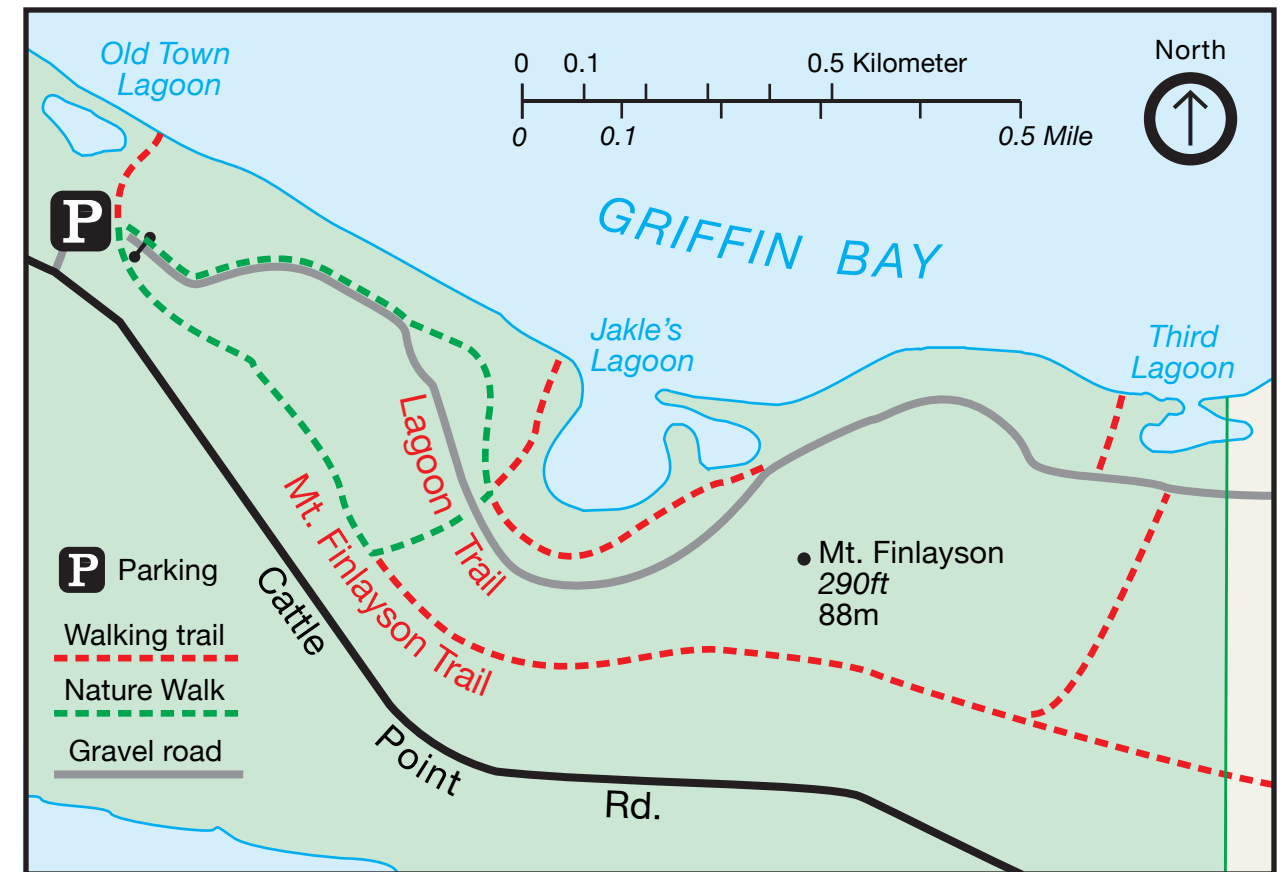 Old Town
Lagoon
0 0.1 0.5 Kilometer
0 0.1 0.5 Mile
North
P
GRIFFIN BAY
Jakle’s
Lagoon
Third
Lagoon
Lagoon Trail
Mt. Finlayson Trail
Mt. Finlayson
290ft
88m
Cattle Point Rd.
P Parking
Walking trail
Nature Walk
Gravel road